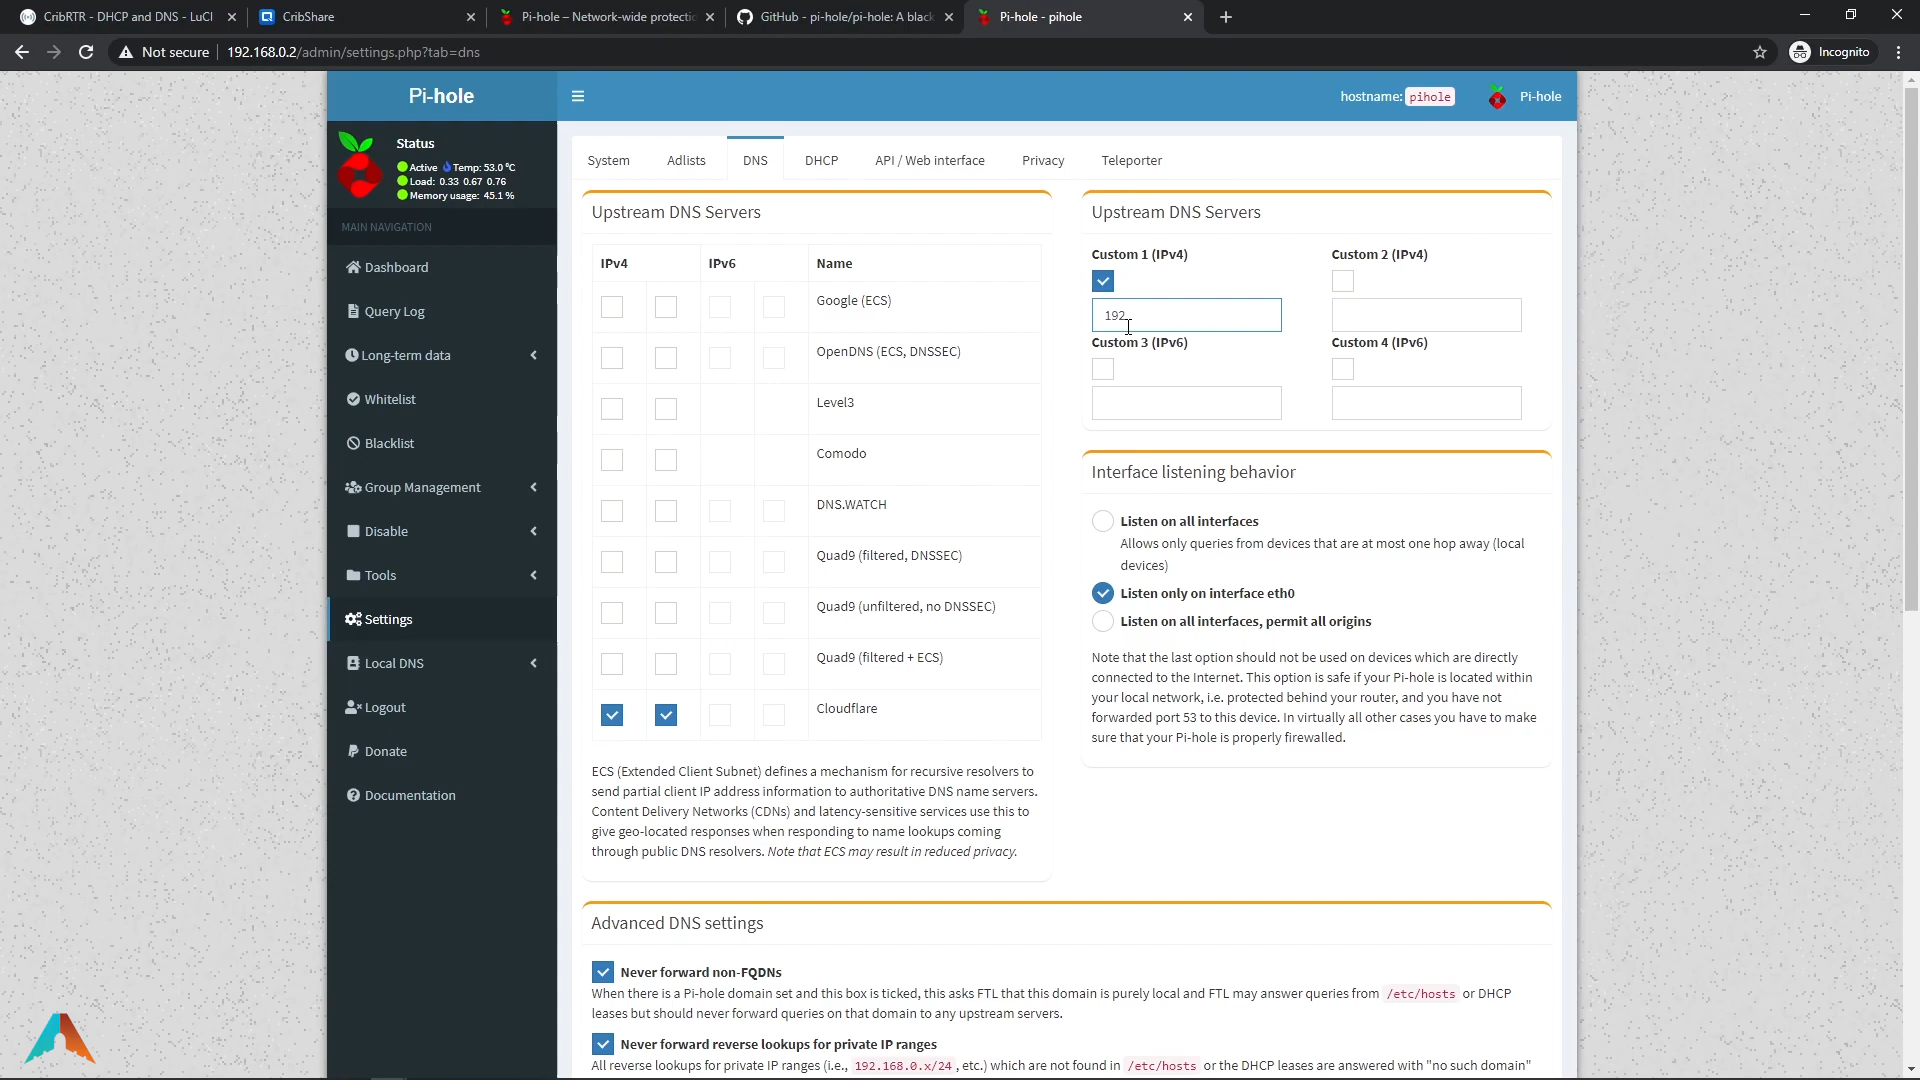 CribRTR - DHCP and DNS - LuCI
CribShare
Pi-hole – Network-wide protectio
GitHub - pi-hole/pi-hole: A black
Pi-hole - pihole
Not secure
192.168.0.2/admin/settings.php?tab=dns
Incognito
Pi-hole
hostname: pihole
Pi-hole
Status
Active Temp: 53.0 °C
Load: 0.33 0.67 0.76
Memory usage: 45.1 %
MAIN NAVIGATION
Dashboard
Query Log
Long-term data
Whitelist
Blacklist
Group Management
Disable
Tools
Settings
Local DNS
Logout
Donate
Documentation
System
Adlists
DNS
DHCP
API / Web interface
Privacy
Teleporter
Upstream DNS Servers
IPv4 IPv6 Name
Google (ECS)
OpenDNS (ECS, DNSSEC)
Level3
Comodo
DNS.WATCH
Quad9 (filtered, DNSSEC)
Quad9 (unfiltered, no DNSSEC)
Quad9 (filtered + ECS)
Cloudflare
ECS (Extended Client Subnet) defines a mechanism for recursive resolvers to
send partial client IP address information to authoritative DNS name servers.
Content Delivery Networks (CDNs) and latency-sensitive services use this to
give geo-located responses when responding to name lookups coming
through public DNS resolvers. Note that ECS may result in reduced privacy.
Upstream DNS Servers
Custom 1 (IPv4)
Custom 2 (IPv4)
192.
Custom 3 (IPv6)
Custom 4 (IPv6)
Interface listening behavior
Listen on all interfaces
Allows only queries from devices that are at most one hop away (local
devices)
Listen only on interface eth0
Listen on all interfaces, permit all origins
Note that the last option should not be used on devices which are directly
connected to the Internet. This option is safe if your Pi-hole is located within
your local network, i.e. protected behind your router, and you have not
forwarded port 53 to this device. In virtually all other cases you have to make
sure that your Pi-hole is properly firewalled.
Advanced DNS settings
Never forward non-FQDNs
When there is a Pi-hole domain set and this box is ticked, this asks FTL that this domain is purely local and FTL may answer queries from /etc/hosts or DHCP
leases but should never forward queries on that domain to any upstream servers.
Never forward reverse lookups for private IP ranges
All reverse lookups for private IP ranges (i.e., 192.168.0.x/24 , etc.) which are not found in /etc/hosts or the DHCP leases are answered with "no such domain"